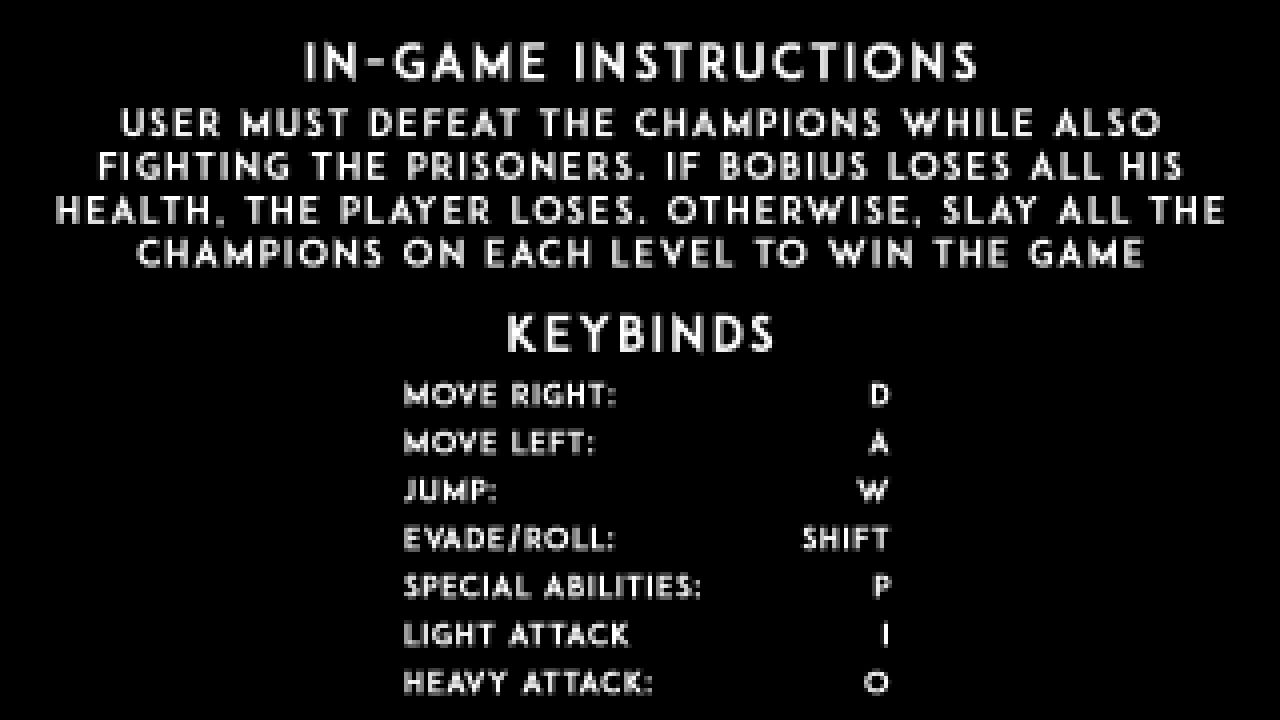 IN-GAME INSTRUCTIONS
USER MUST DEFEAT THE CHAMPIONS WHILE ALSO
FIGHTING THE PRISONERS. IF BOBIUS LOSES ALL HIS
HEALTH, THE PLAYER LOSES. OTHERWISE, SLAY ALL THE
CHAMPIONS ON EACH LEVEL TO WIN THE GAME
KEYBINDS
MOVE RIGHT: D
MOVE LEFT: A
JUMP: W
EVADE/ROLL: SHIFT
SPECIAL ABILITIES: P
LIGHT ATTACK I
HEAVY ATTACK: O